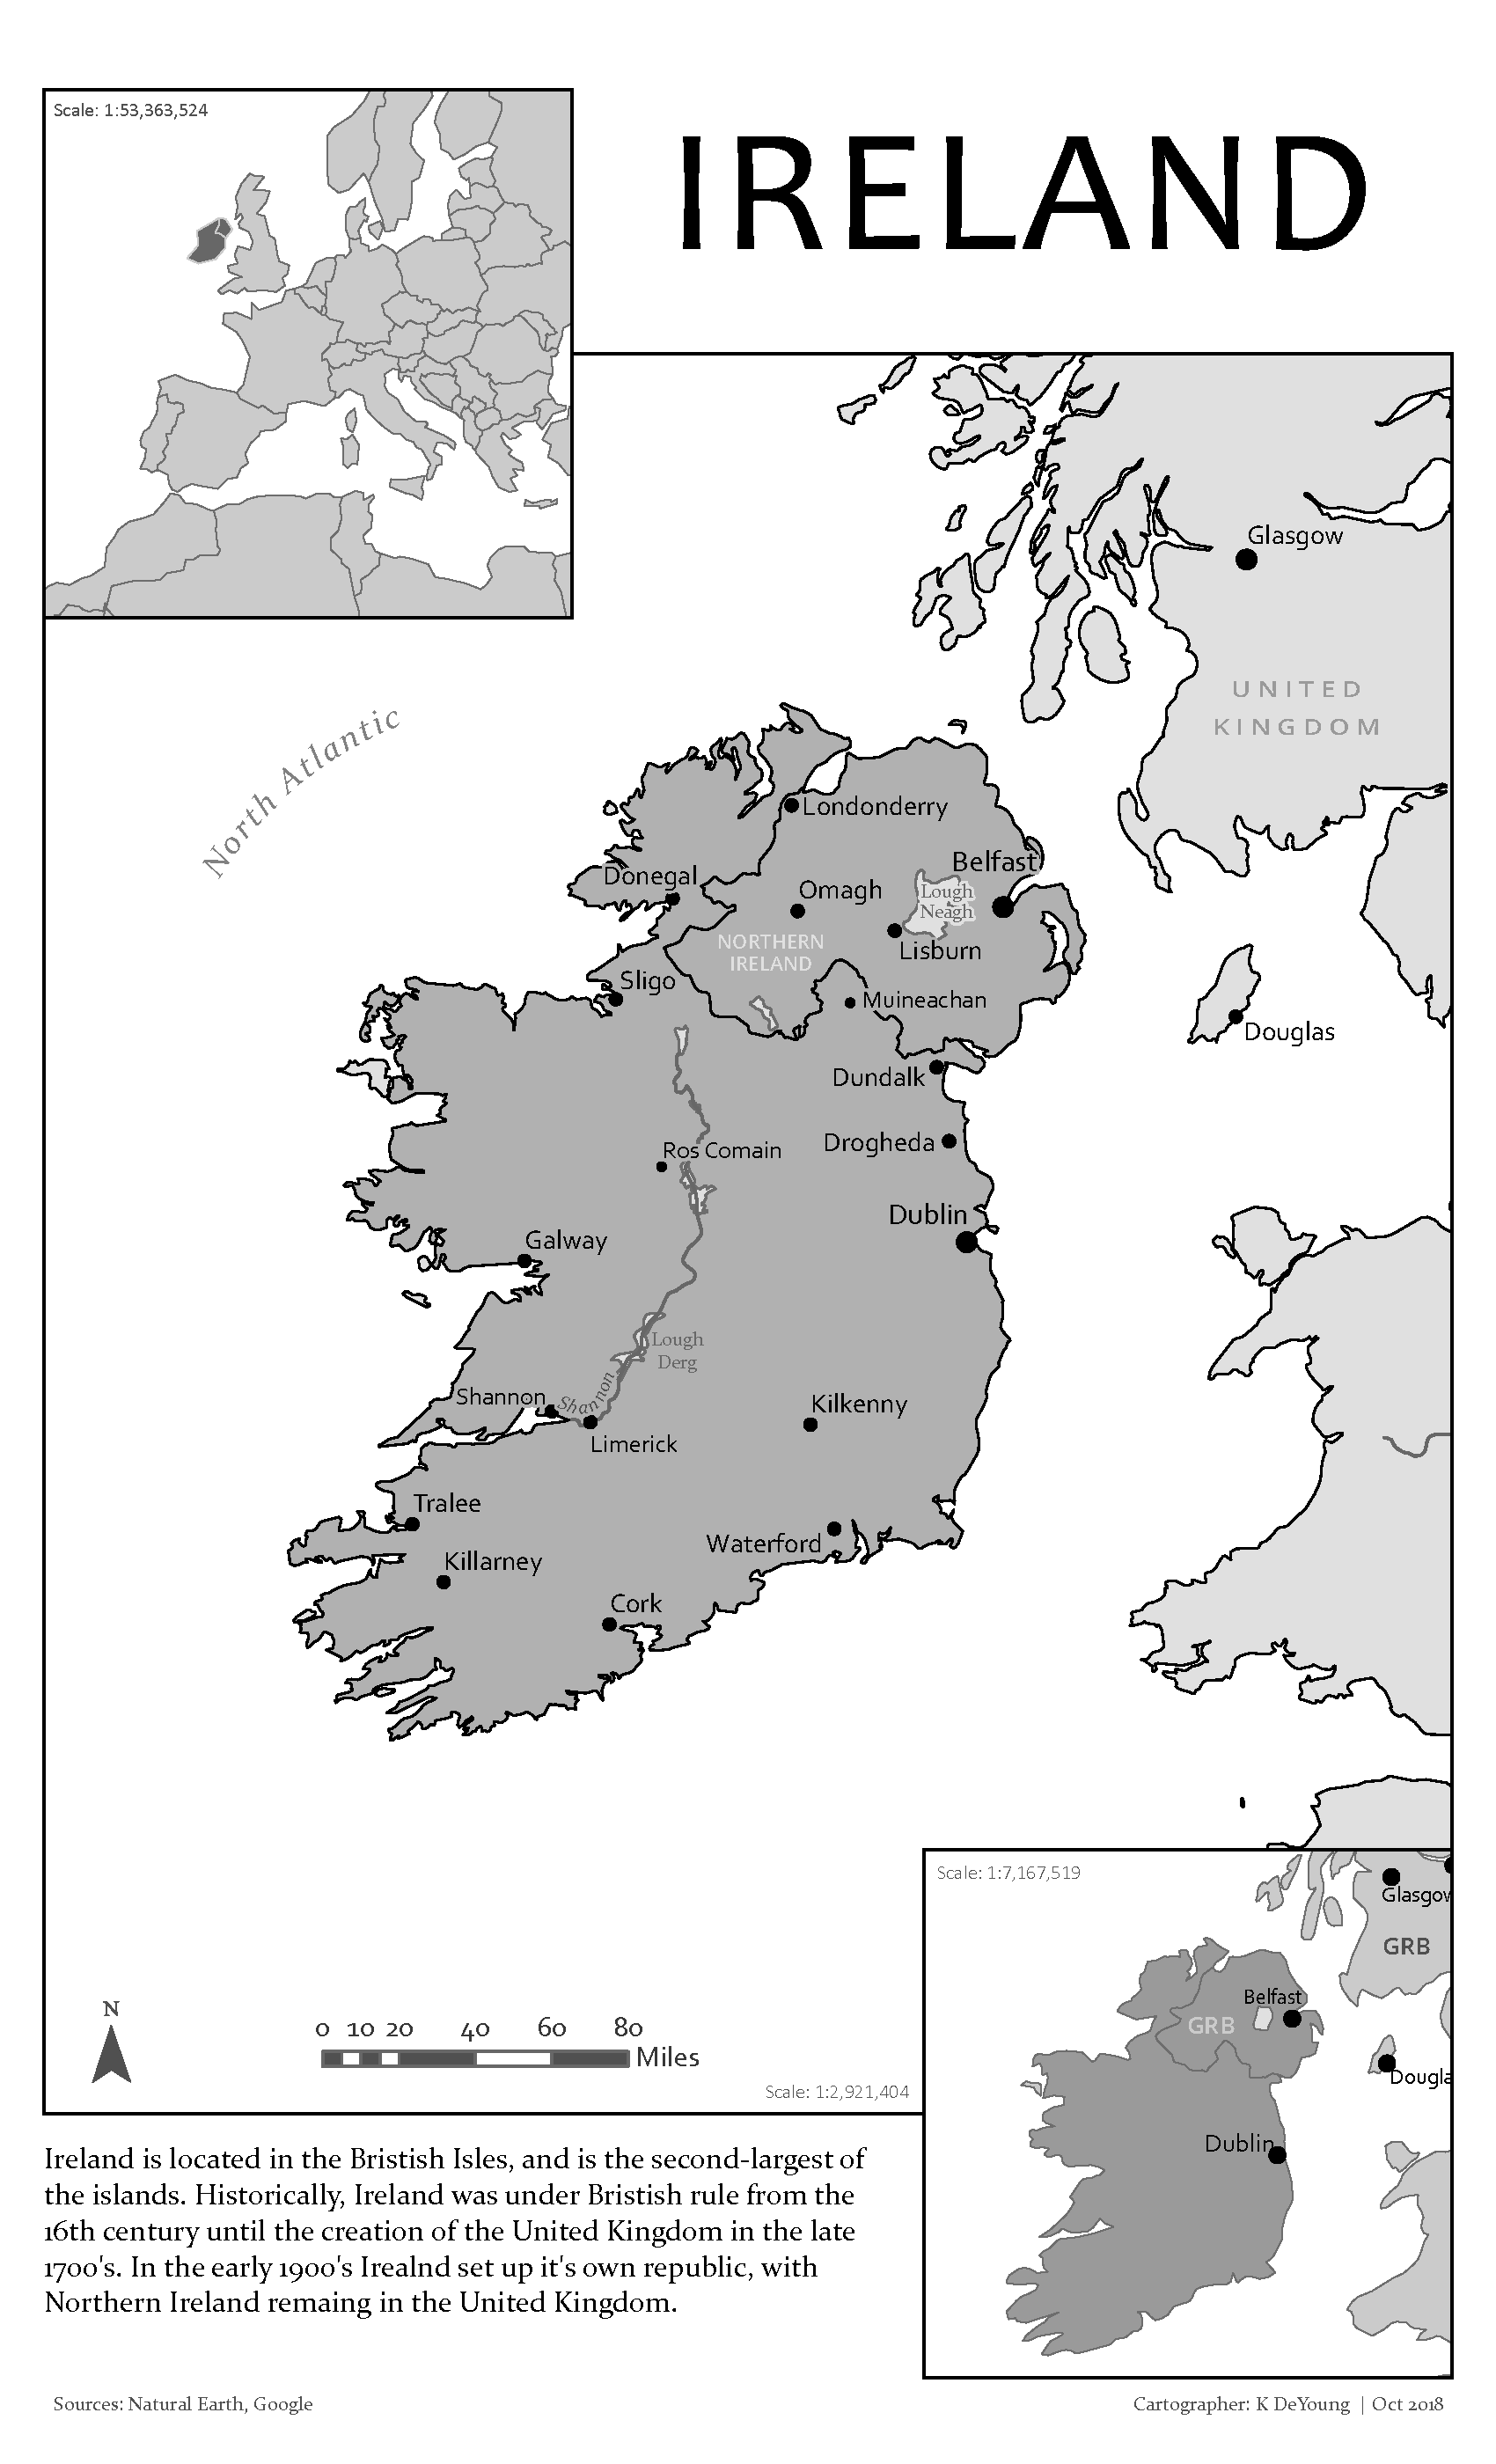 Scale: 1:53,363,524
IRELAND
Glasgow
UNITED
KINGDOM
North Atlantic
Londonderry
Belfast
Donegal
Omagh
Lough
Neagh
NORTHERN
IRELAND
Lisburn
Sligo
Muineachan
Douglas
Dundalk
Drogheda
Ros Comain
Dublin
Galway
Lough
Derg
Shannon
Shannon
Kilkenny
Limerick
Tralee
Waterford
Killarney
Cork
Scale: 1:7,167,519
Glasgow
GRB
Belfast
GRB
Dougla
Dublin
N
0 10 20 40 60 80
Miles
Scale: 1:2,921,404
Ireland is located in the Bristish Isles, and is the second-largest of
the islands. Historically, Ireland was under Bristish rule from the
16th century until the creation of the United Kingdom in the late
1700's. In the early 1900's Irealnd set up it's own republic, with
Northern Ireland remaing in the United Kingdom.
Sources: Natural Earth, Google
Cartographer: K DeYoung | Oct 2018